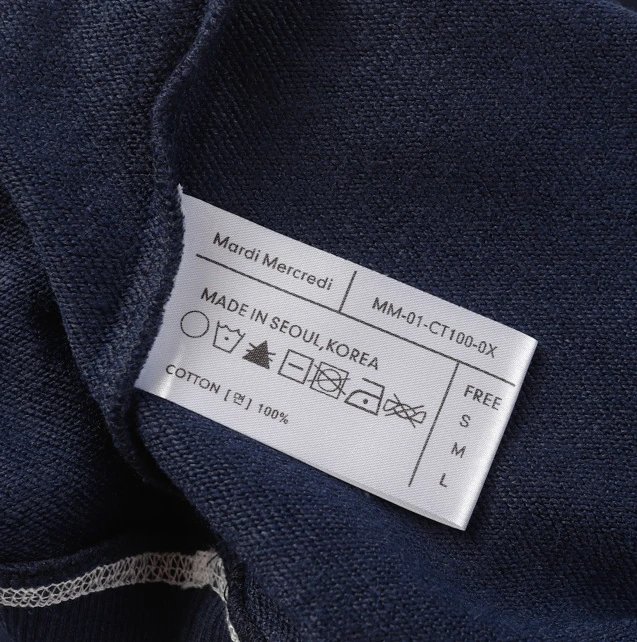 Mardi Mercredi
MM-01-CT100-0X
MADE IN SEOUL,KOREA
COTTON [면] 100%
FREE
S
M
L